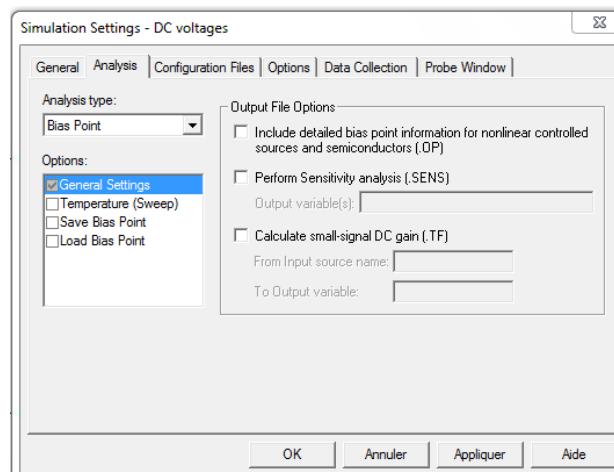 Simulation Settings - DC voltages
General Analysis Configuration Files Options Data Collection Probe Window
Analysis type:
Bias Point
Options:
General Settings
Temperature (Sweep)
Save Bias Point
Load Bias Point
Output File Options
Include detailed bias point information for nonlinear controlled
sources and semiconductors (.OP)
Perform Sensitivity analysis (.SENS)
Output variable(s):
Calculate small-signal DC gain (.TF)
From Input source name:
To Output variable:
OK Annuler Appliquer Aide